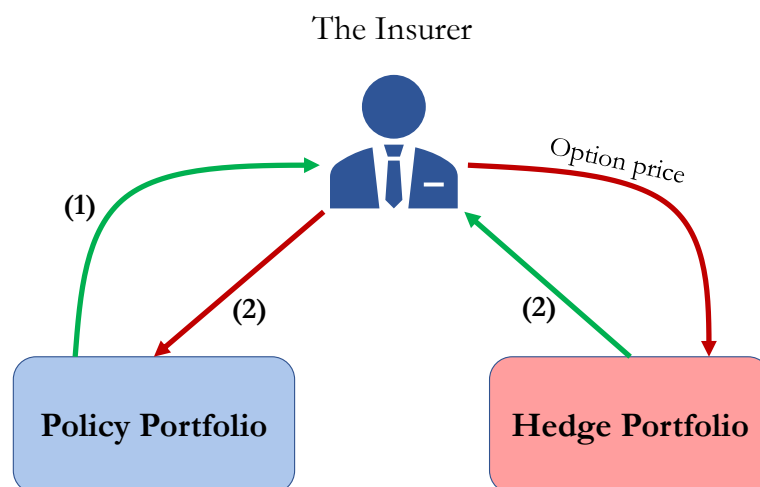 The Insurer
Option price
(1)
(2)
(2)
Policy Portfolio
Hedge Portfolio